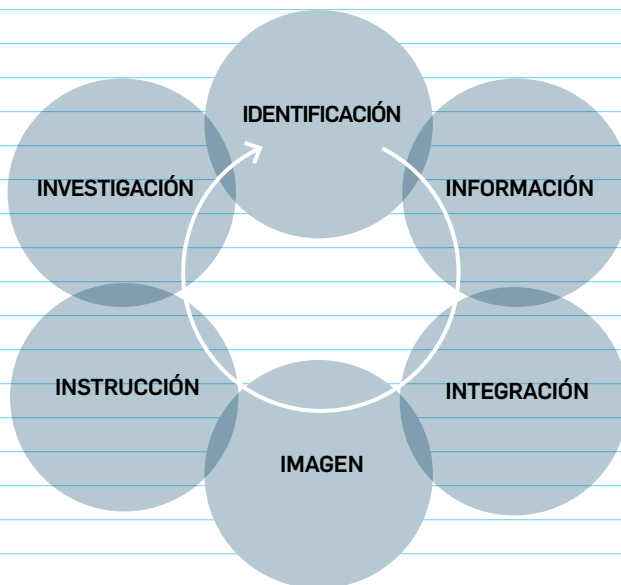 IDENTIFICACIÓN
INFORMACIÓN
INTEGRACIÓN
IMAGEN
INSTRUCCIÓN
INVESTIGACIÓN